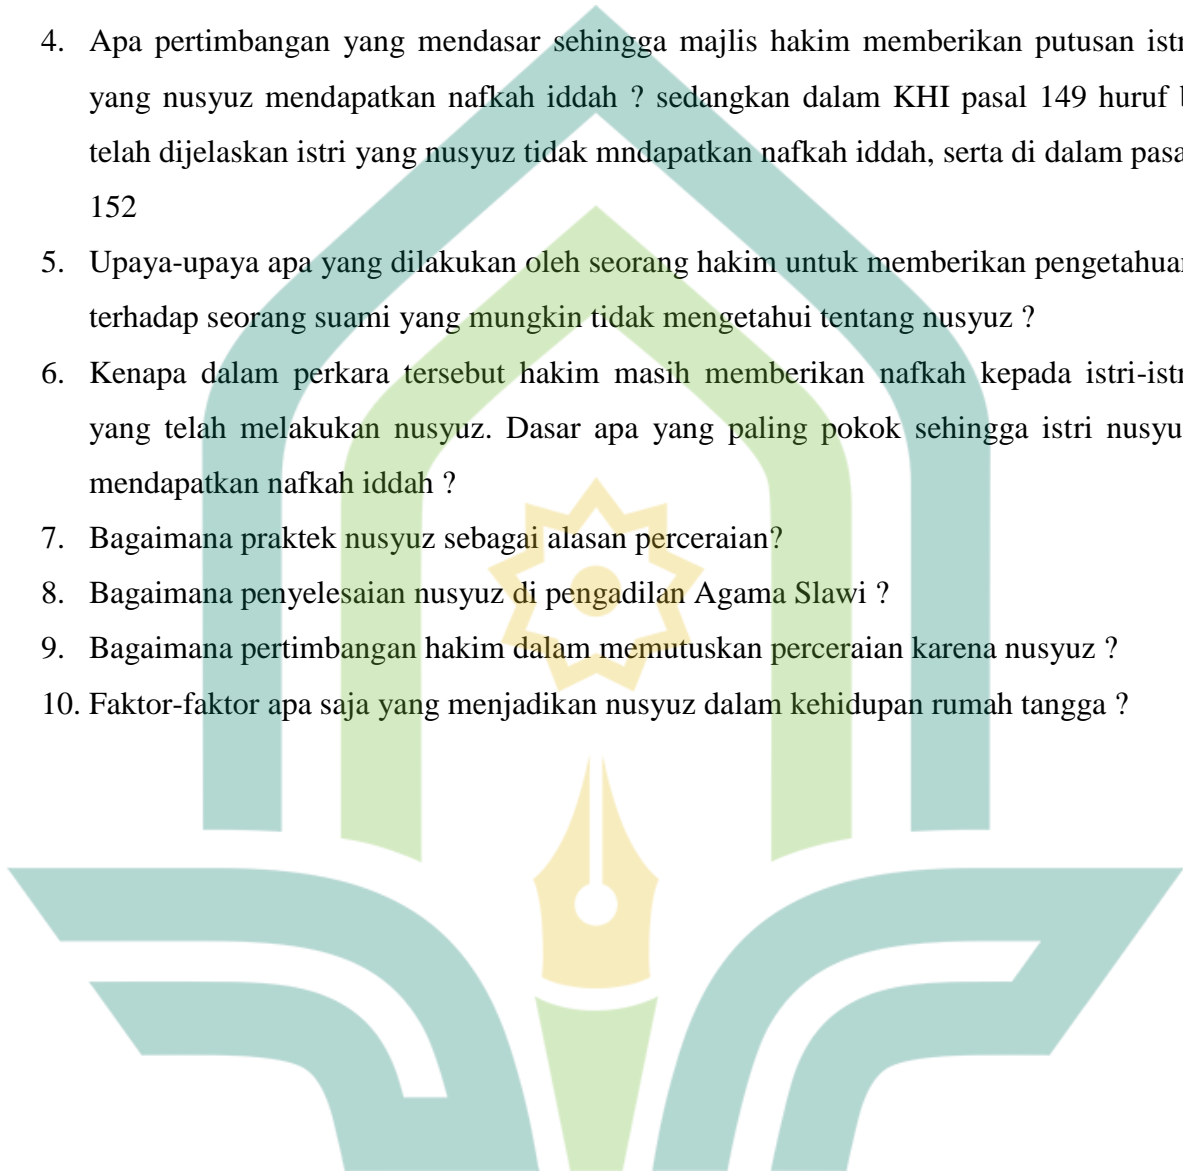 4. Apa pertimbangan yang mendasar sehingga majlis hakim memberikan putusan istr
yang nusyuz mendapatkan nafkah iddah ? sedangkan dalam KHI pasal 149 huruf b
telah dijelaskan istri yang nusyuz tidak mndapatkan nafkah iddah, serta di dalam pasa
152
5. Upaya-upaya apa yang dilakukan oleh seorang hakim untuk memberikan pengetahuan
terhadap seorang suami yang mungkin tidak mengetahui tentang nusyuz ?
6. Kenapa dalam perkara tersebut hakim masih memberikan nafkah kepada istri-istr
yang telah melakukan nusyuz. Dasar apa yang paling pokok sehingga istri nusyu
mendapatkan nafkah iddah ?
7. Bagaimana praktek nusyuz sebagai alasan perceraian?
8. Bagaimana penyelesaian nusyuz di pengadilan Agama Slawi ?
9. Bagaimana pertimbangan hakim dalam memutuskan perceraian karena nusyuz ?
10. Faktor-faktor apa saja yang menjadikan nusyuz dalam kehidupan rumah tangga ?